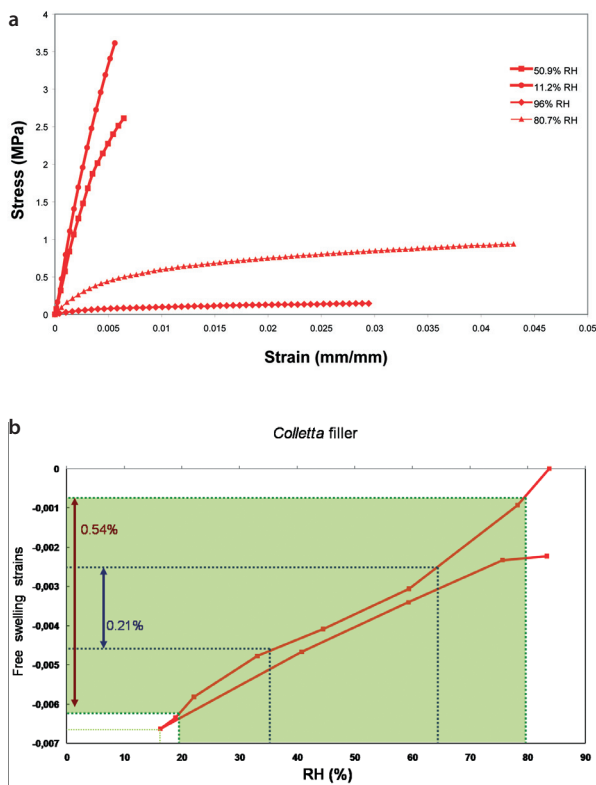 a
4
3.5
3
2.5
2
1.5
1
0.5
0
Stress (MPa)
50.9% RH
11.2% RH
96% RH
80.7% RH
0 0.005 0.01 0.015 0.02 0.025 0.03 0.035 0.04 0.045 0.05
Strain (mm/mm)
b
Colletta filler
0
-0,001
-0,002
-0,003
-0,004
-0,005
-0,006
-0,007
Free swelling strains
0.54%
0.21%
0 10 20 30 40 50 60 70 80 90
RH (%)